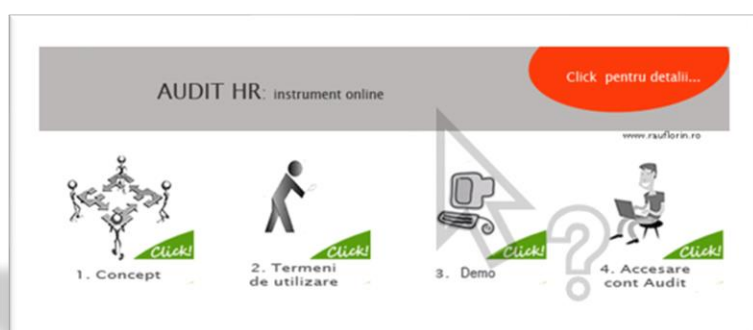 AUDIT HR: instrument online
Click pentru detalii...
www.rauflorin.ro
Click!
1. Concept
Click!
2. Termeni
de utilizare
Click!
3. Demo
Click!
4. Accesare
cont Audit
?